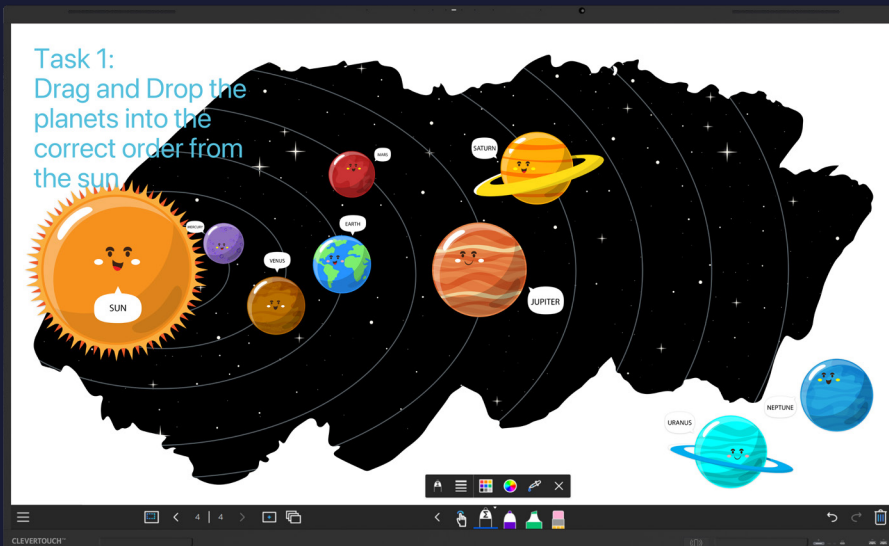 Task 1:
Drag and Drop the
planets into the
correct order from
the sun
MARS
SATURN
MERCURY
EARTH
VENUS
SUN
JUPITER
NEPTUNE
URANUS
4 | 4
CLEVERTOUCH™